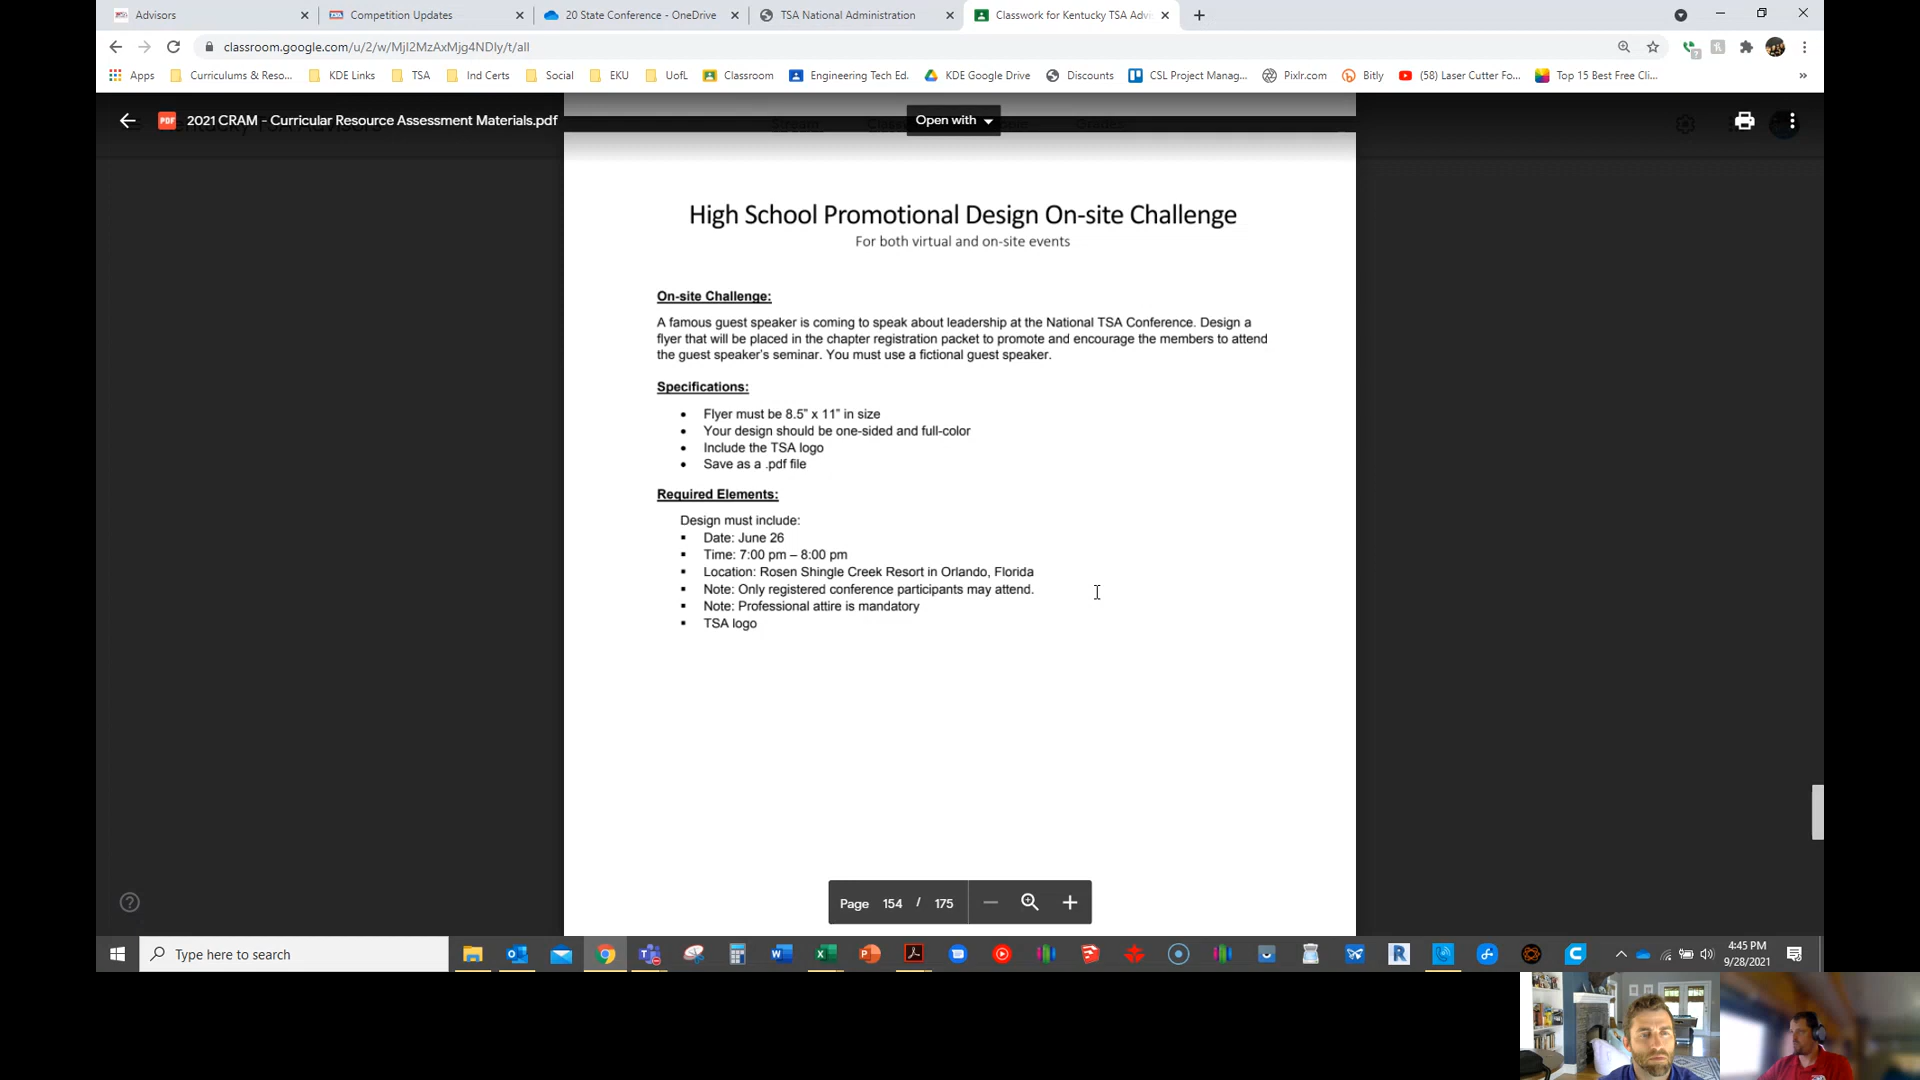 Advisors
Competition Updates
20 State Conference - OneDrive
TSA National Administration
Classwork for Kentucky TSA Adv
classroom.google.com/u/2/w/MjI2MzAxMjg4NDIy/t/all
Apps
Curriculums & Reso...
KDE Links
TSA
Ind Certs
Social
EKU
UofL
Classroom
Engineering Tech Ed.
KDE Google Drive
Discounts
CSL Project Manag...
Pixlr.com
Bitly
(58) Laser Cutter Fo...
Top 15 Best Free Cli...
PDF
2021 CRAM - Curricular Resource Assessment Materials.pdf
Open with
High School Promotional Design On-site Challenge
For both virtual and on-site events
On-site Challenge:
A famous guest speaker is coming to speak about leadership at the National TSA Conference. Design a
flyer that will be placed in the chapter registration packet to promote and encourage the members to attend
the guest speaker's seminar. You must use a fictional guest speaker.
Specifications:
• Flyer must be 8.5" x 11" in size
• Your design should be one-sided and full-color
• Include the TSA logo
• Save as a .pdf file
Required Elements:
Design must include:
▪ Date: June 26
▪ Time: 7:00 pm – 8:00 pm
▪ Location: Rosen Shingle Creek Resort in Orlando, Florida
▪ Note: Only registered conference participants may attend.
▪ Note: Professional attire is mandatory
▪ TSA logo
Page 154 / 175
Type here to search
4:45 PM
9/28/2021